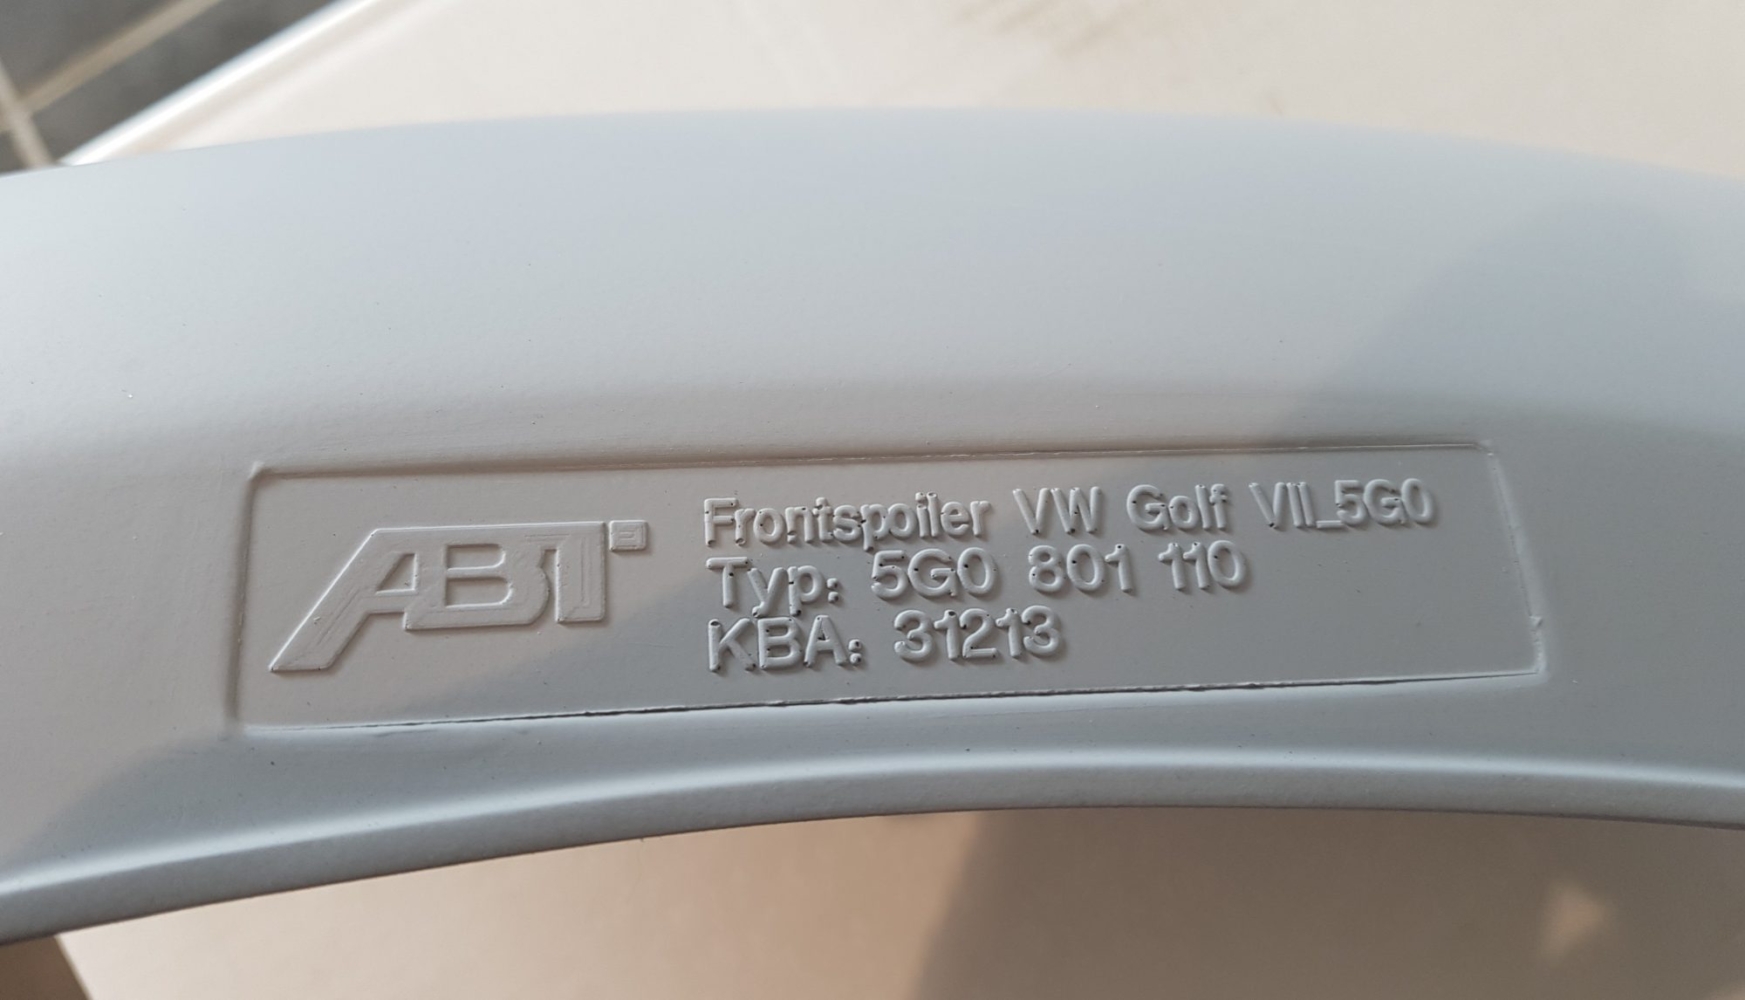 ABT
Frontspoiler VW Golf VII_5G0
Typ: 5G0 801 110
KBA: 31213